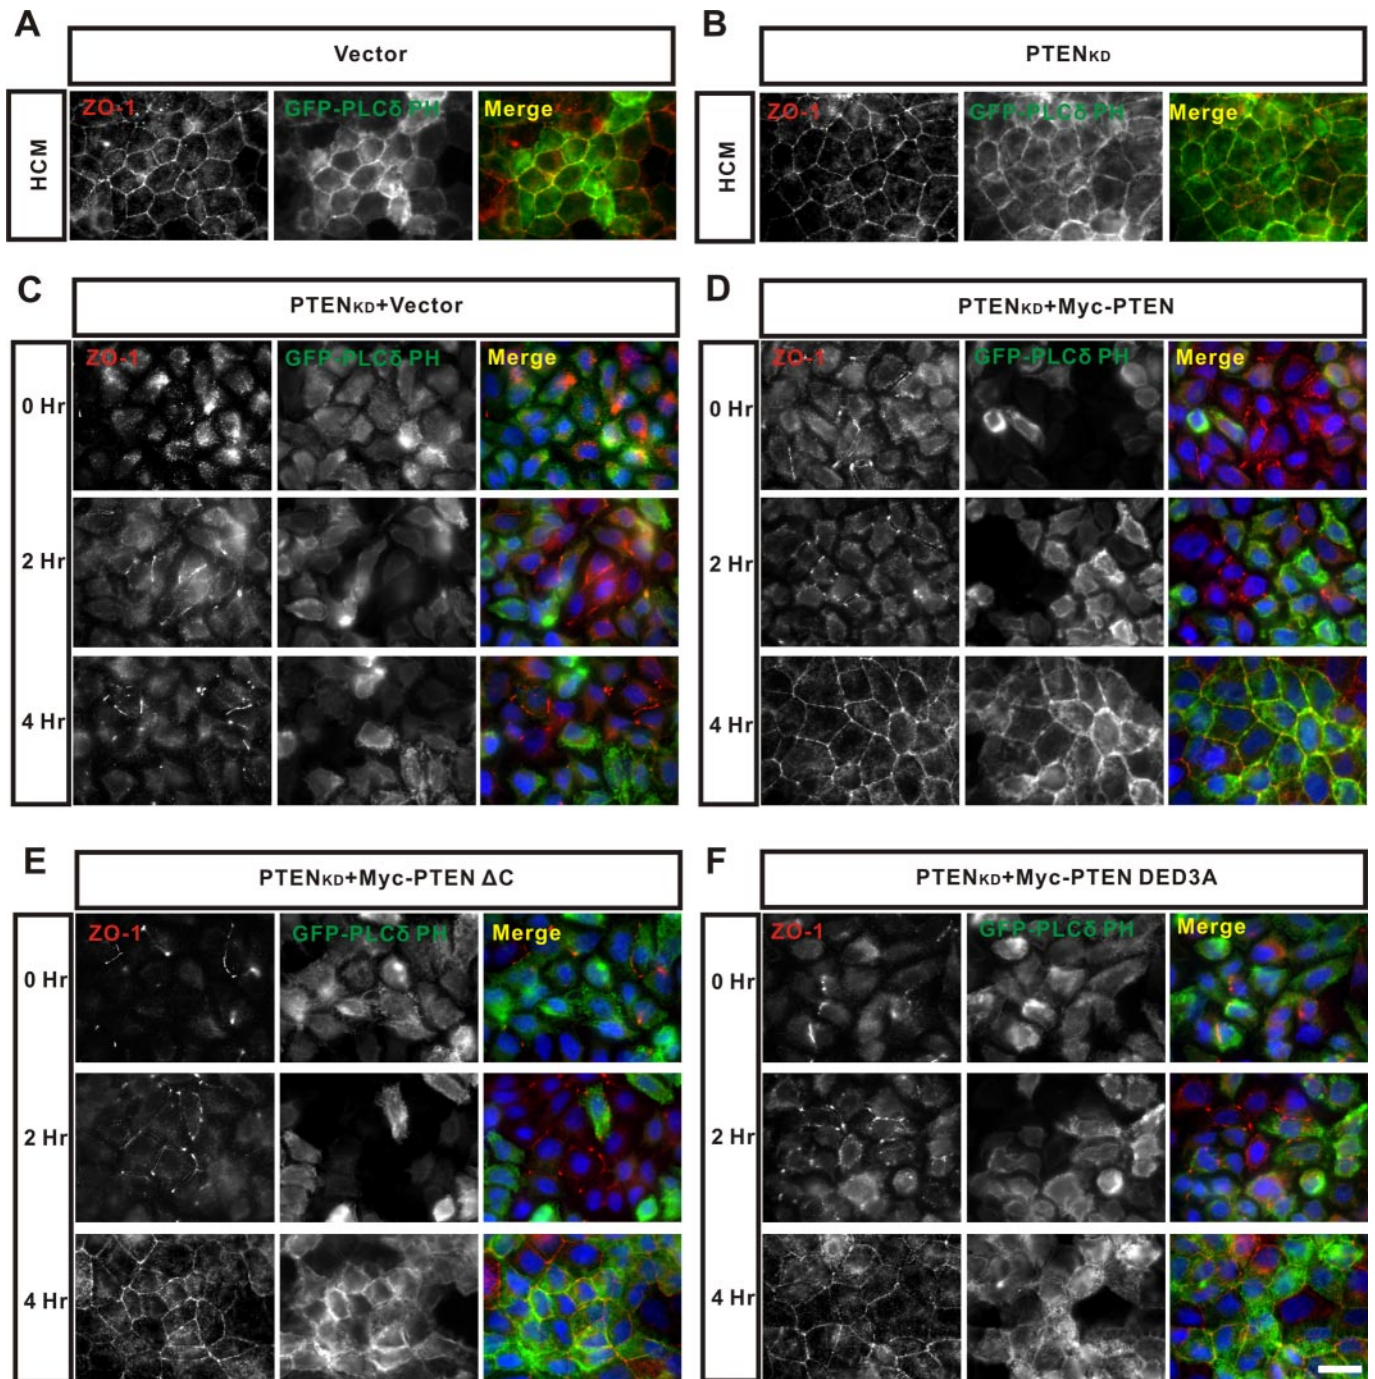 A
Vector
HCM
ZO-1
GFP-PLCδ PH
Merge
B
PTENKD
HCM
ZO-1
GFP-PLCδ PH
Merge
C
PTENKD+Vector
ZO-1
GFP-PLCδ PH
Merge
0 Hr
2 Hr
4 Hr
D
PTENKD+Myc-PTEN
ZO-1
GFP-PLCδ PH
Merge
0 Hr
2 Hr
4 Hr
E
PTENKD+Myc-PTEN ΔC
ZO-1
GFP-PLCδ PH
Merge
0 Hr
2 Hr
4 Hr
F
PTENKD+Myc-PTEN DED3A
ZO-1
GFP-PLCδ PH
Merge
0 Hr
2 Hr
4 Hr